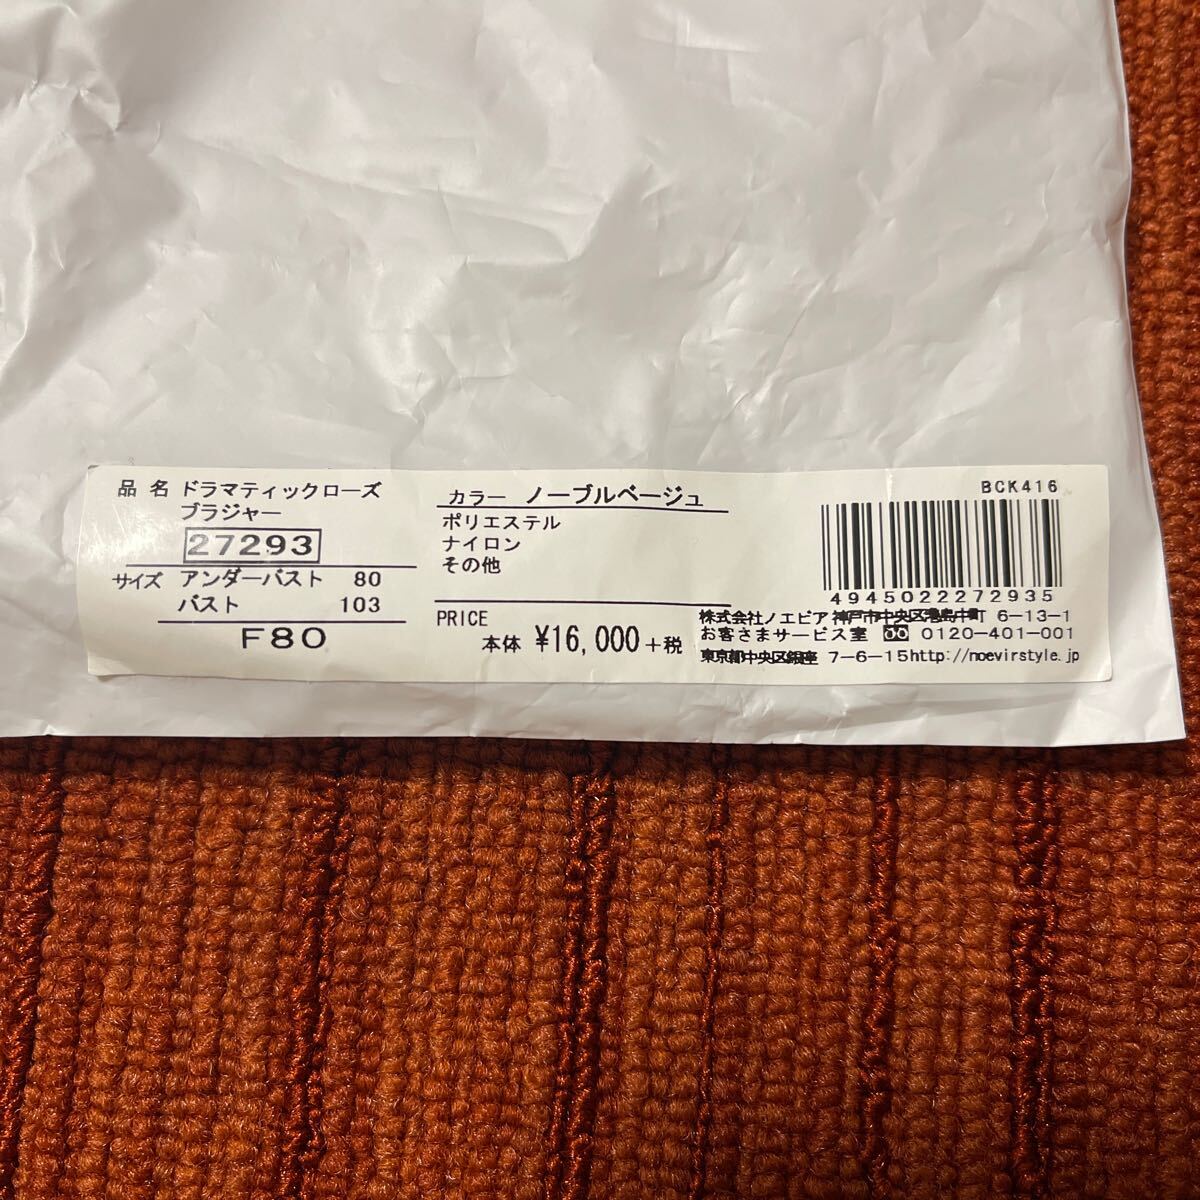 品名 ドラマティックローズ
ブラジャー
27293
サイズ アンダーバスト 80
バスト 103
F80
カラー ノーブルベージュ
ポリエステル
ナイロン
その他
PRICE
本体 ¥16,000+税
BCK416
4945022272935
株式会社ノエビア 神戸市中央区港島中町 6-13-1
お客さまサービス室 0120-401-001
東京都中央区銀座 7-6-15 http://noevirstyle.jp